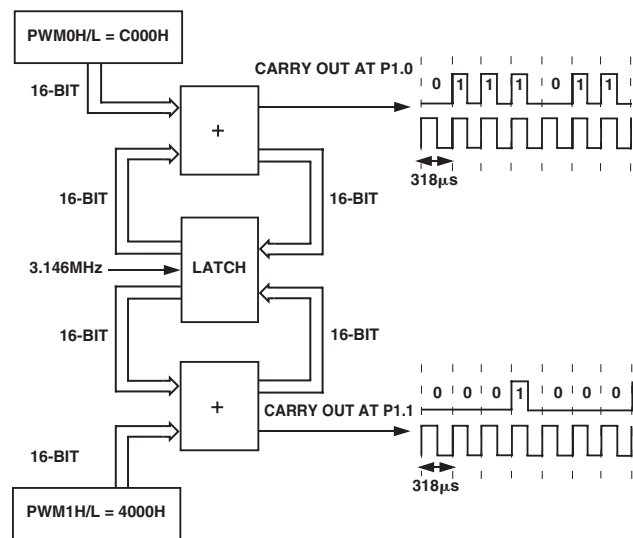 PWM0H/L = C000H
16-BIT
CARRY OUT AT P1.0
0 1 1 1 0 1 1
+
318μs
16-BIT
16-BIT
3.146MHz
LATCH
16-BIT
16-BIT
+
0 0 0 1 0 0 0
CARRY OUT AT P1.1
16-BIT
318μs
PWM1H/L = 4000H